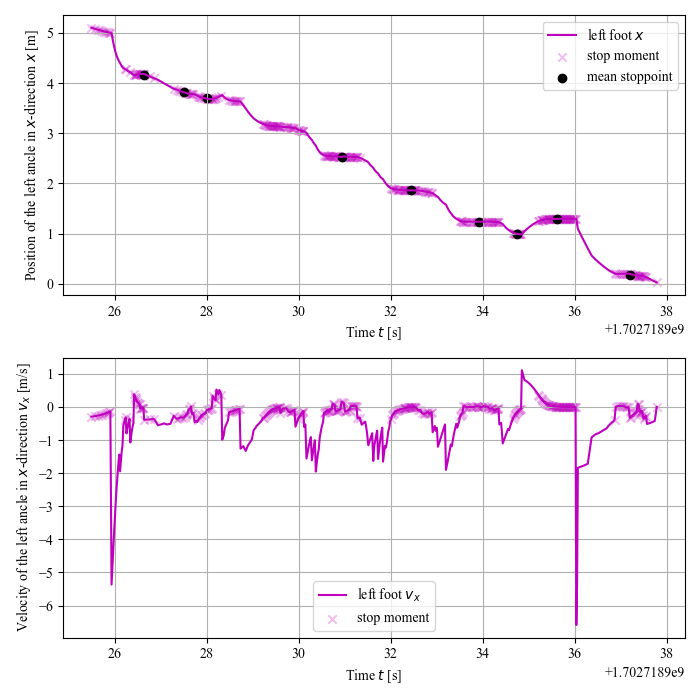 Position of the left angle in x-direction x [m]
5
4
3
2
1
0
left foot x
stop moment
mean stoppoint
26 28 30 32 34 36 38
Time t [s]
+1.7027189e9
Velocity of the left angle in x-direction vₓ [m/s]
1
0
−1
−2
−3
−4
−5
−6
left foot vₓ
stop moment
26 28 30 32 34 36 38
Time t [s]
+1.7027189e9